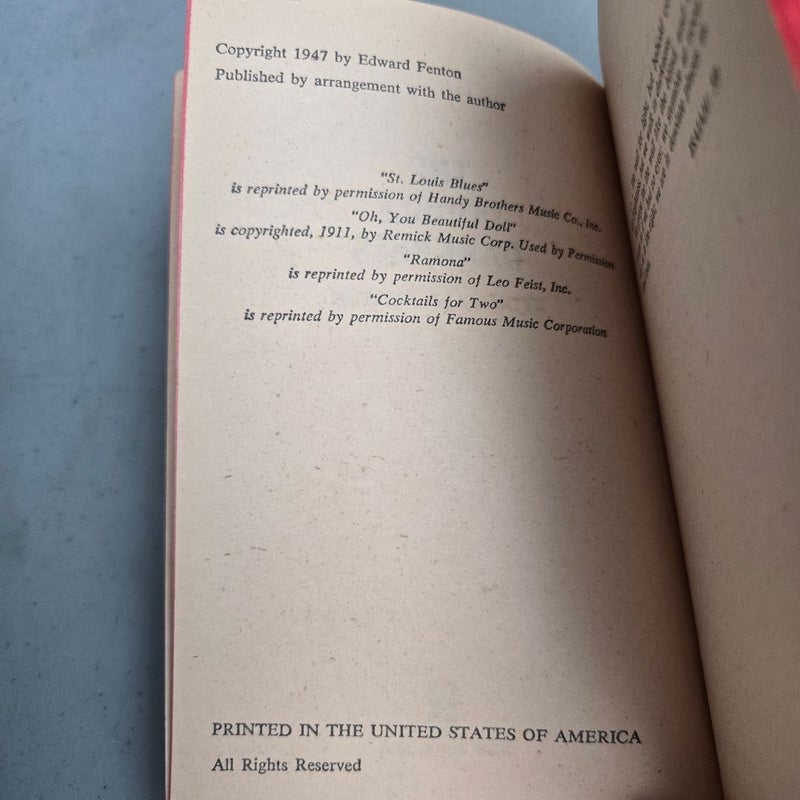 Copyright 1947 by Edward Fenton
Published by arrangement with the author
"St. Louis Blues"
is reprinted by permission of Handy Brothers Music Co., Inc.
"Oh, You Beautiful Doll"
is copyrighted, 1911, by Remick Music Corp. Used by Permission
"Ramona"
is reprinted by permission of Leo Feist, Inc.
"Cocktails for Two"
is reprinted by permission of Famous Music Corporation
PRINTED IN THE UNITED STATES OF AMERICA
All Rights Reserved